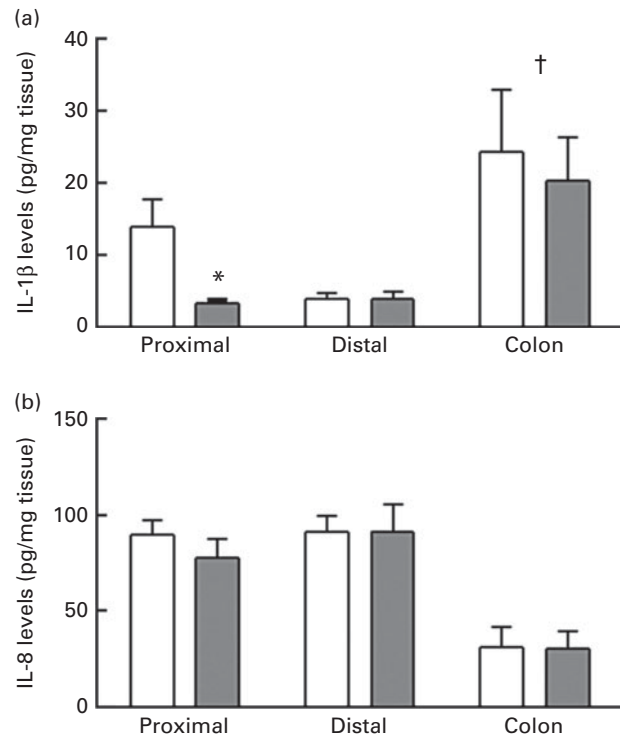 (a)
IL-1β levels (pg/mg tissue)
40
30
20
10
0
*
†
Proximal Distal Colon
(b)
IL-8 levels (pg/mg tissue)
150
100
50
0
Proximal Distal Colon